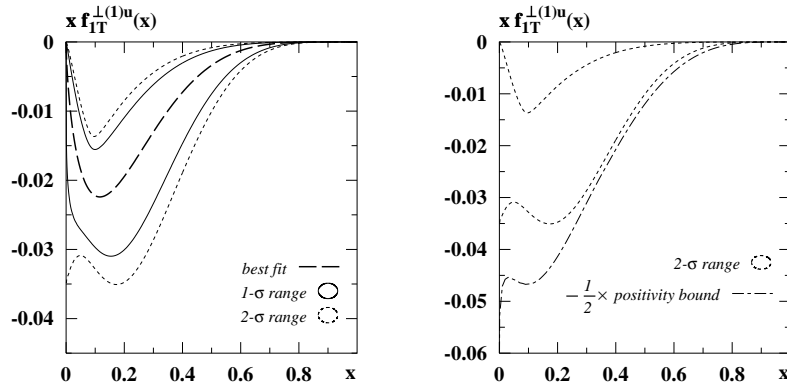 x f₁T^⊥(1)u(x)
0
-0.01
-0.02
-0.03
-0.04
0
0.2
0.4
0.6
0.8
x
best fit
1-σ range
2-σ range
x f₁T^⊥(1)u(x)
0
-0.01
-0.02
-0.03
-0.04
-0.05
-0.06
0
0.2
0.4
0.6
0.8
x
2-σ range
−1/2× positivity bound